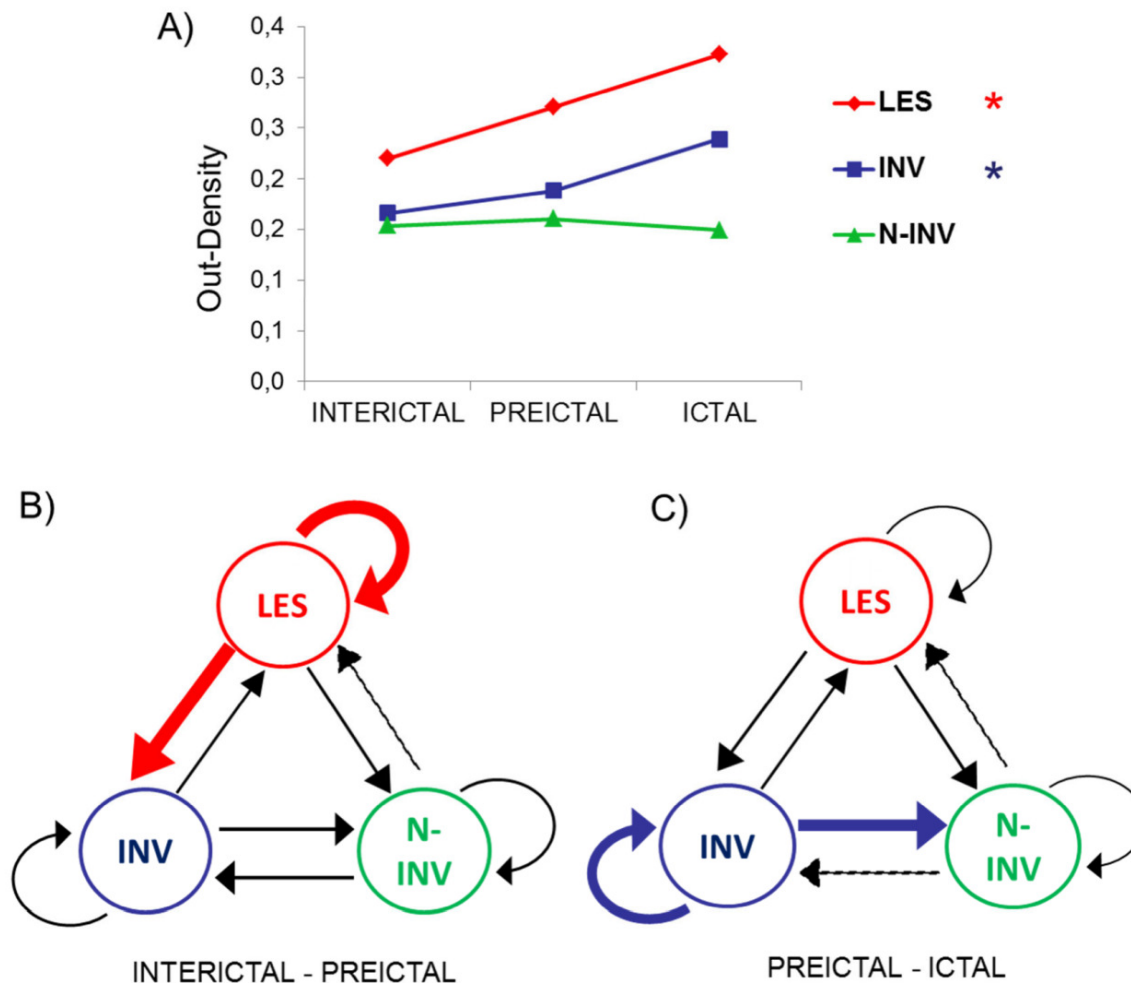 A)
0,4
0,3
0,3
0,2
0,2
0,1
0,1
0,0
Out-Density
INTERICTAL PREICTAL ICTAL
LES *
INV *
N-INV
B)
LES
INV
N-
INV
INTERICTAL - PREICTAL
C)
LES
INV
N-
INV
PREICTAL - ICTAL